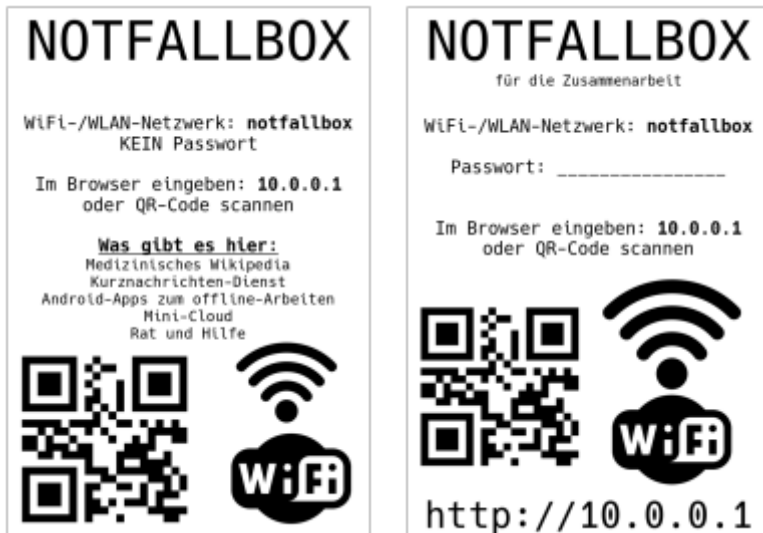 NOTFALLBOX
WiFi-/WLAN-Netzwerk: notfallbox
KEIN Passwort
Im Browser eingeben: 10.0.0.1
oder QR-Code scannen
Was gibt es hier:
Medizinisches Wikipedia
Kurznachrichten-Dienst
Android-Apps zum offline-Arbeiten
Mini-Cloud
Rat und Hilfe
WiFi
NOTFALLBOX
für die Zusammenarbeit
WiFi-/WLAN-Netzwerk: notfallbox
Passwort: ________________
Im Browser eingeben: 10.0.0.1
oder QR-Code scannen
WiFi
http://10.0.0.1